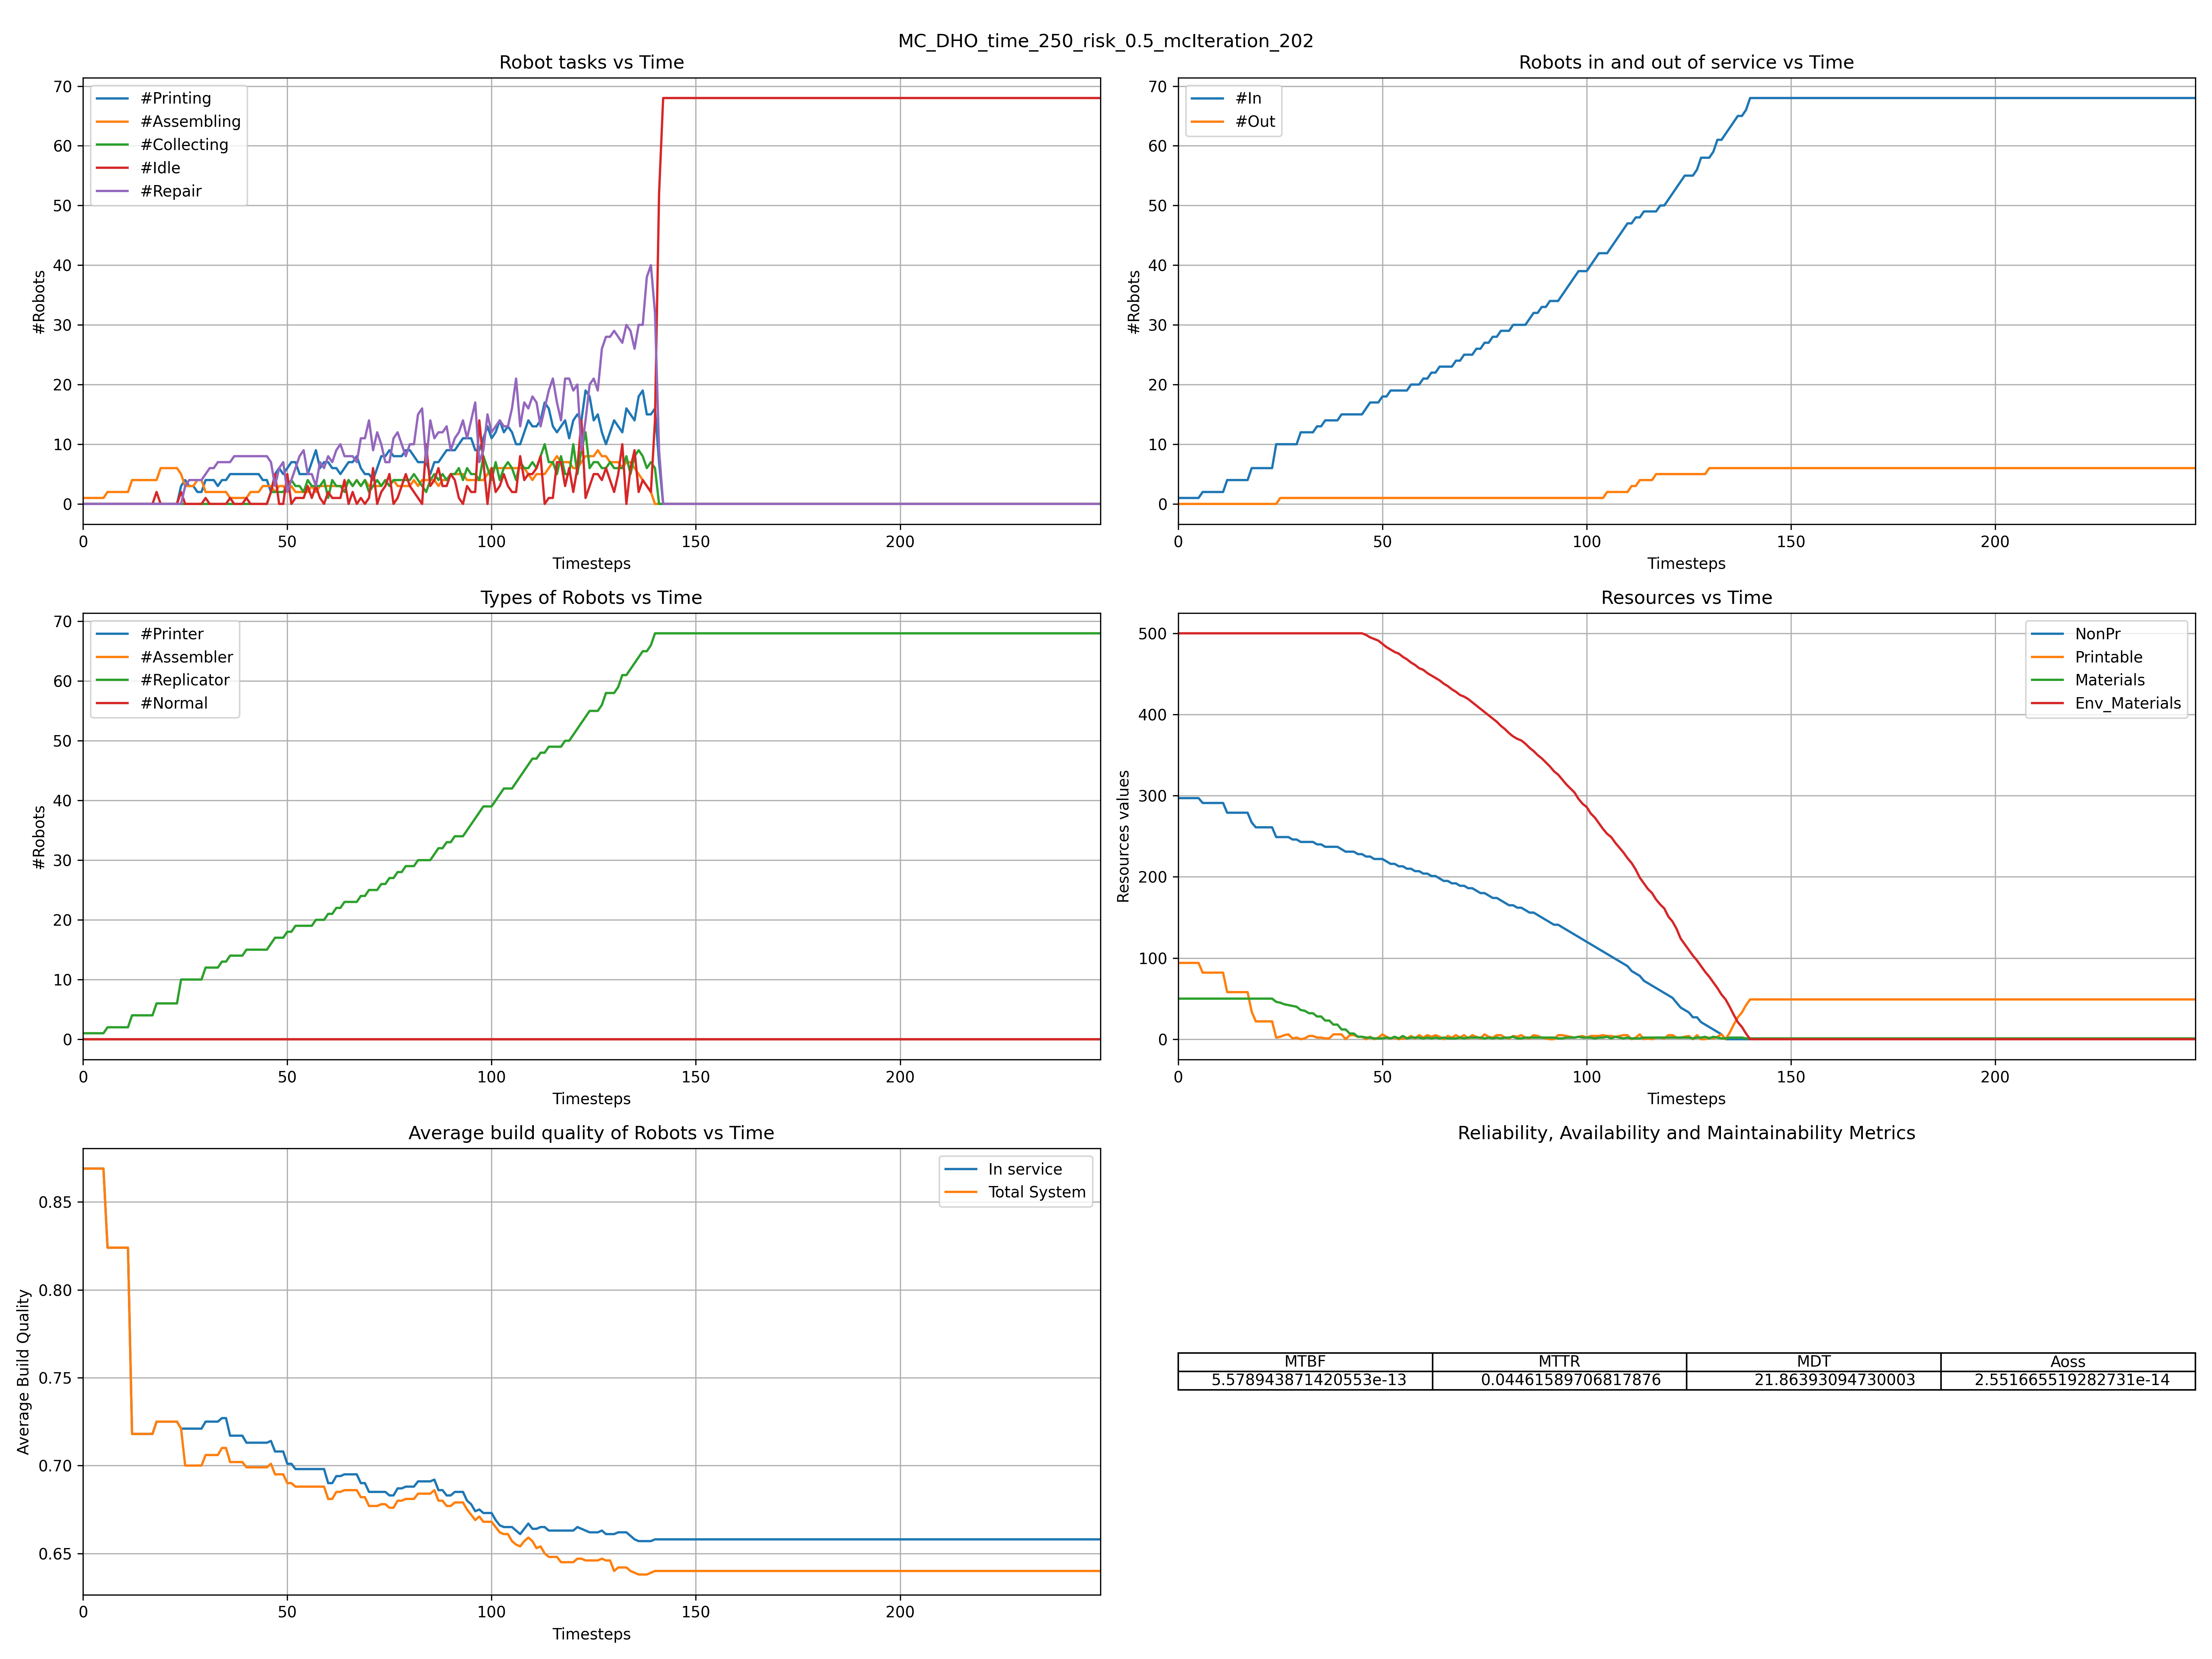 MC_DHO_time_250_risk_0.5_mcIteration_202
Robot tasks vs Time
#Robots
70
60
50
40
30
20
10
0
#Printing
#Assembling
#Collecting
#Idle
#Repair
0 50 100 150 200
Timesteps
Robots in and out of service vs Time
#Robots
70
60
50
40
30
20
10
0
#In
#Out
0 50 100 150 200
Timesteps
Types of Robots vs Time
#Robots
70
60
50
40
30
20
10
0
#Printer
#Assembler
#Replicator
#Normal
0 50 100 150 200
Timesteps
Resources vs Time
Resources values
500
400
300
200
100
0
NonPr
Printable
Materials
Env_Materials
0 50 100 150 200
Timesteps
Average build quality of Robots vs Time
Average Build Quality
0.85
0.80
0.75
0.70
0.65
In service
Total System
0 50 100 150 200
Timesteps
Reliability, Availability and Maintainability Metrics
MTBF MTTR MDT Aoss
5.578943871420553e-13 0.04461589706817876 21.86393094730003 2.551665519282731e-14